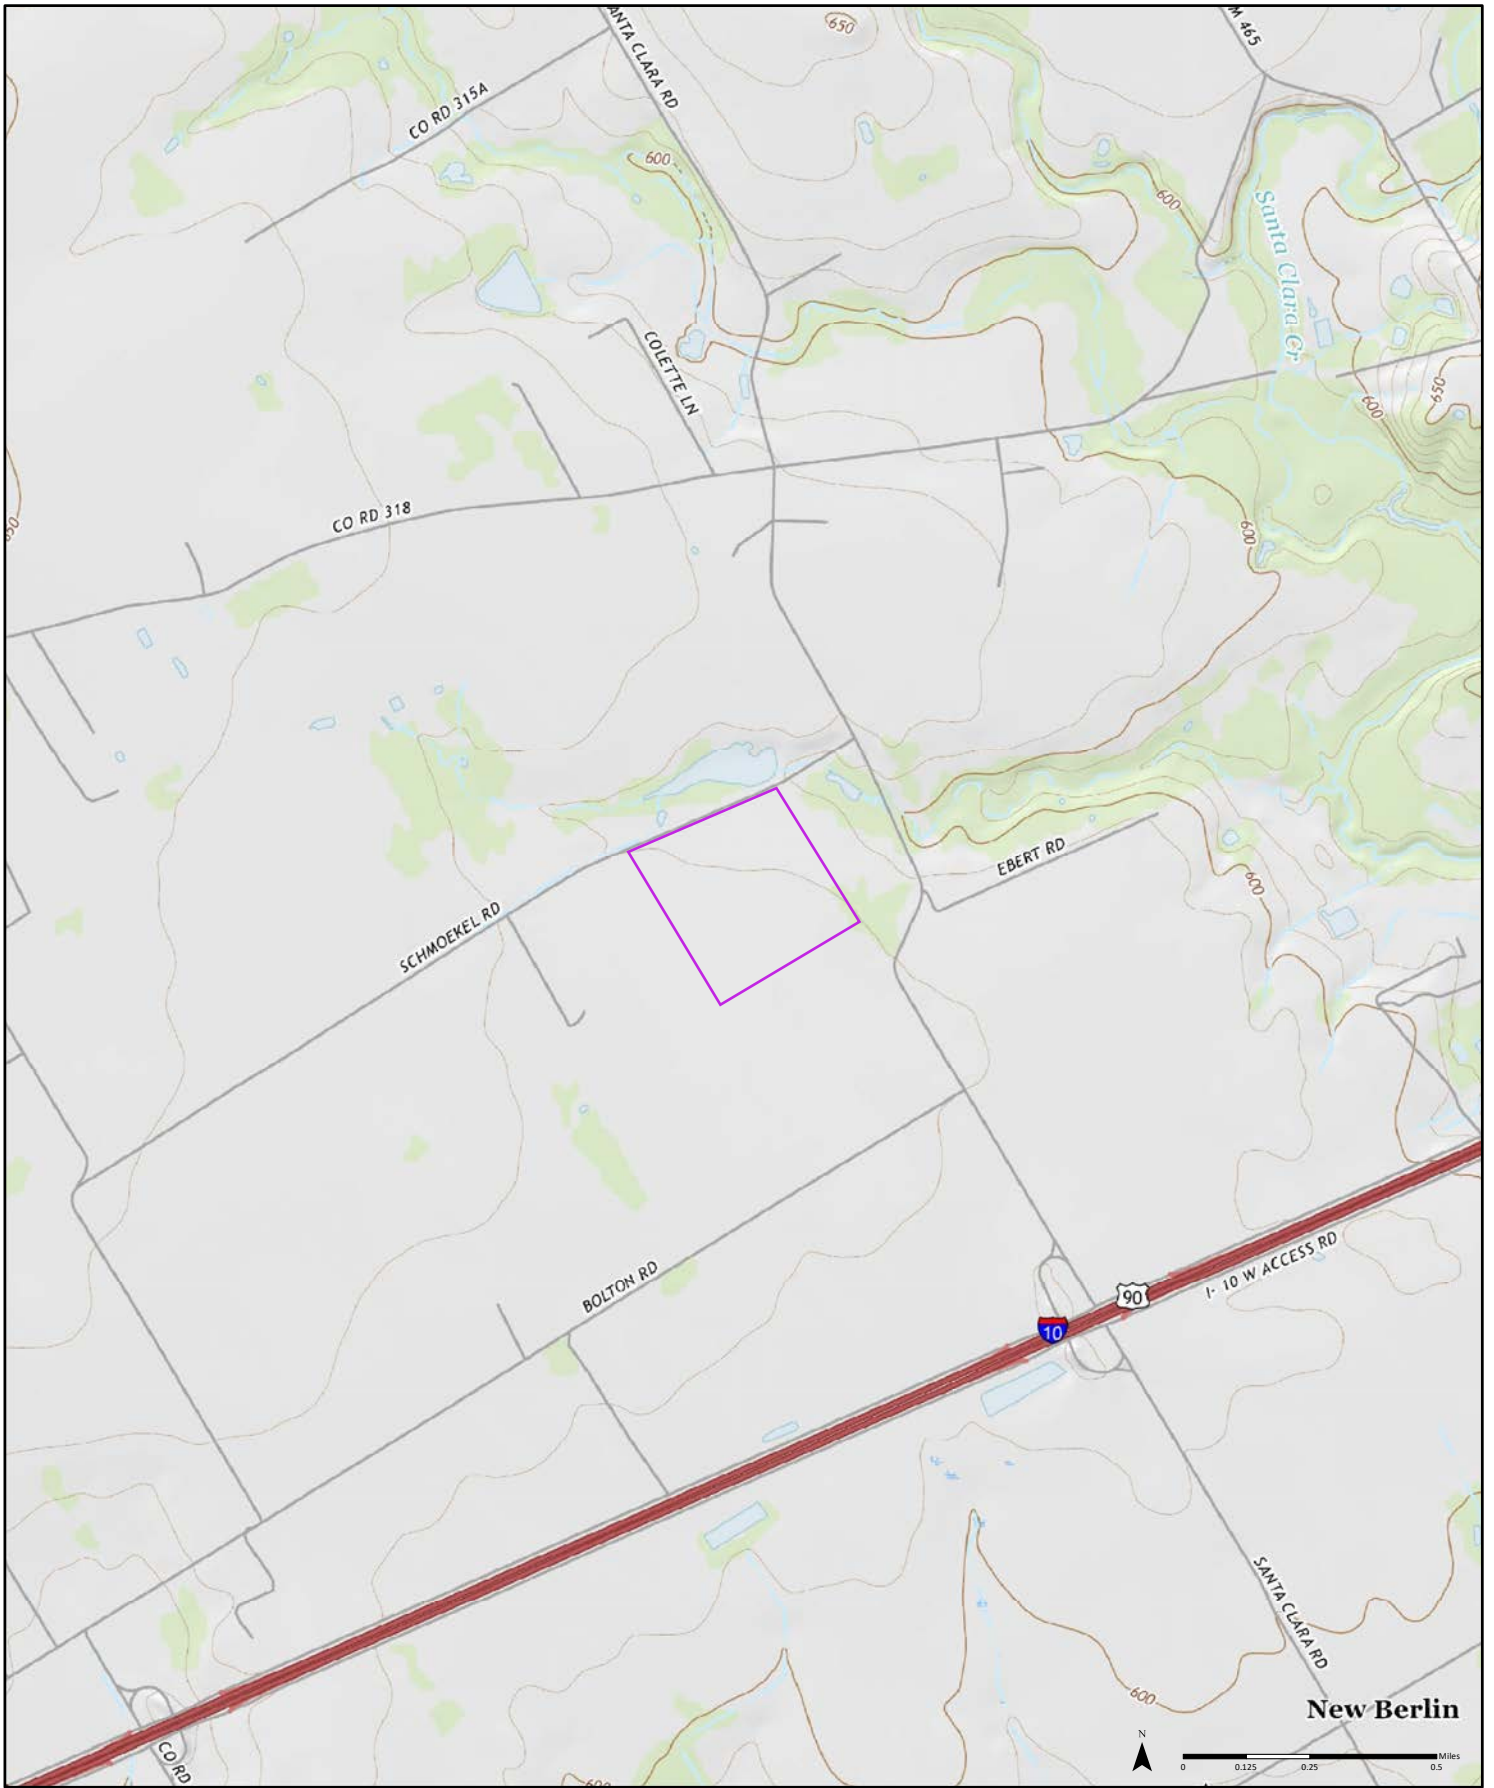 650
M 465
ANTA CLARA RD
CO RD 315A
600
600
Santa Clara Cr
COLETTE LN
650
600
CO RD 318
600
EBERT RD
600
SCHMOEKEL RD
I- 10 W ACCESS RD
BOLTON RD
90
10
SANTA CLARA RD
600
New Berlin
CO RD
N
Miles
0 0.125 0.25 0.5